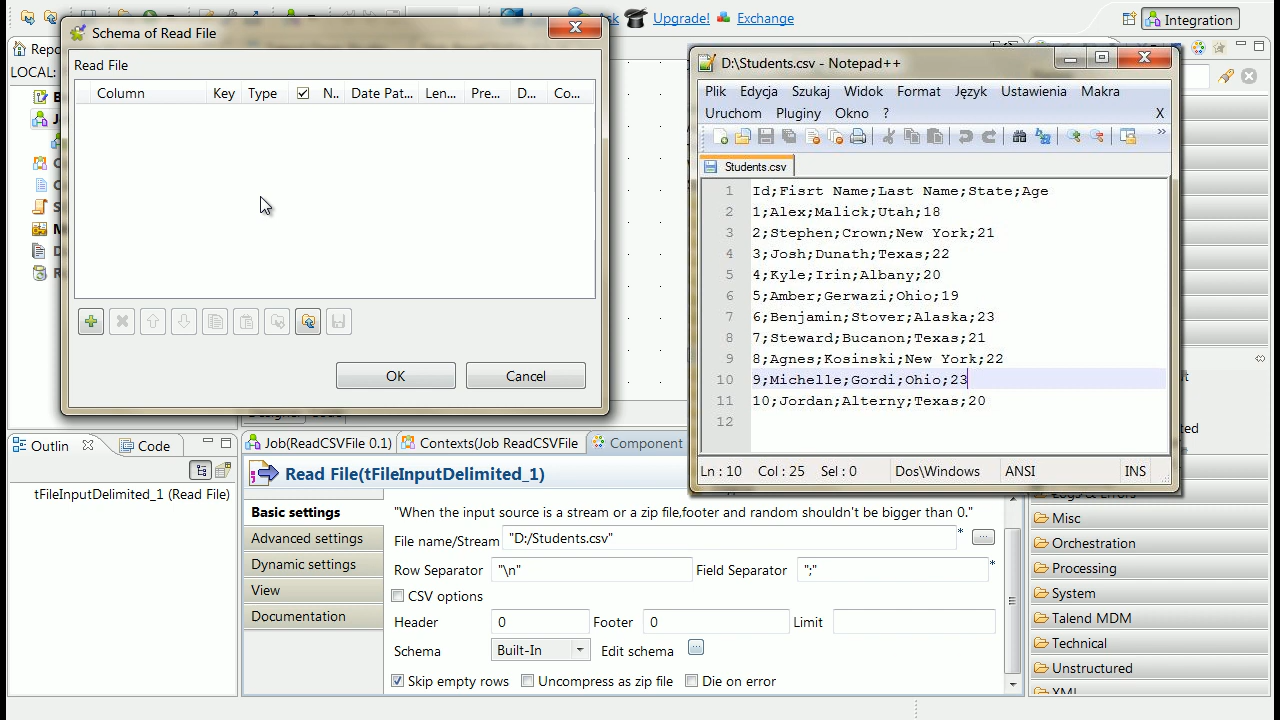 Upgrade!
Exchange
Integration
Schema of Read File
Read File
Column Key Type N.. Date Pat... Len... Pre... D... Co...
OK
Cancel
D:\Students.csv - Notepad++
Plik Edycja Szukaj Widok Format Język Ustawienia Makra
Uruchom Pluginy Okno ? X
Students.csv
1 Id;Fisrt Name;Last Name;State;Age
2 1;Alex;Malick;Utah;18
3 2;Stephen;Crown;New York;21
4 3;Josh;Dunath;Texas;22
5 4;Kyle;Irin;Albany;20
6 5;Amber;Gerwazi;Ohio;19
7 6;Benjamin;Stover;Alaska;23
8 7;Steward;Bucanon;Texas;21
9 8;Agnes;Kosinski;New York;22
10 9;Michelle;Gordi;Ohio;23
11 10;Jordan;Alterny;Texas;20
12
Ln : 10 Col : 25 Sel : 0 Dos\Windows ANSI INS
LOCAL:
Outlin
Code
tFileInputDelimited_1 (Read File)
Job(ReadCSVFile 0.1)
Contexts(Job ReadCSVFile
Component
Read File(tFileInputDelimited_1)
Basic settings
Advanced settings
Dynamic settings
View
Documentation
"When the input source is a stream or a zip file,footer and random shouldn't be bigger than 0."
File name/Stream "D:/Students.csv" *
Row Separator "\n" Field Separator ";" *
CSV options
Header 0 Footer 0 Limit
Schema Built-In Edit schema
Skip empty rows Uncompress as zip file Die on error
Misc
Orchestration
Processing
System
Talend MDM
Technical
Unstructured
XML